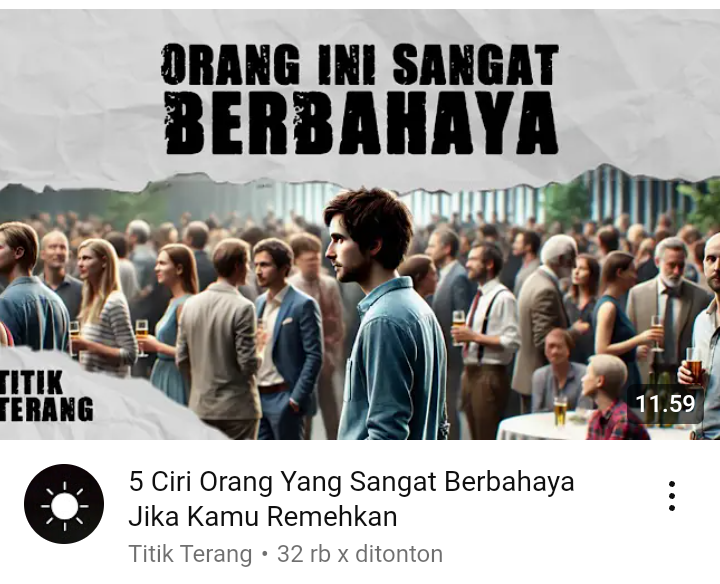 ORANG INI SANGAT
BERBAHAYA
TITIK
TERANG
11.59
5 Ciri Orang Yang Sangat Berbahaya
Jika Kamu Remehkan
Titik Terang • 32 rb x ditonton